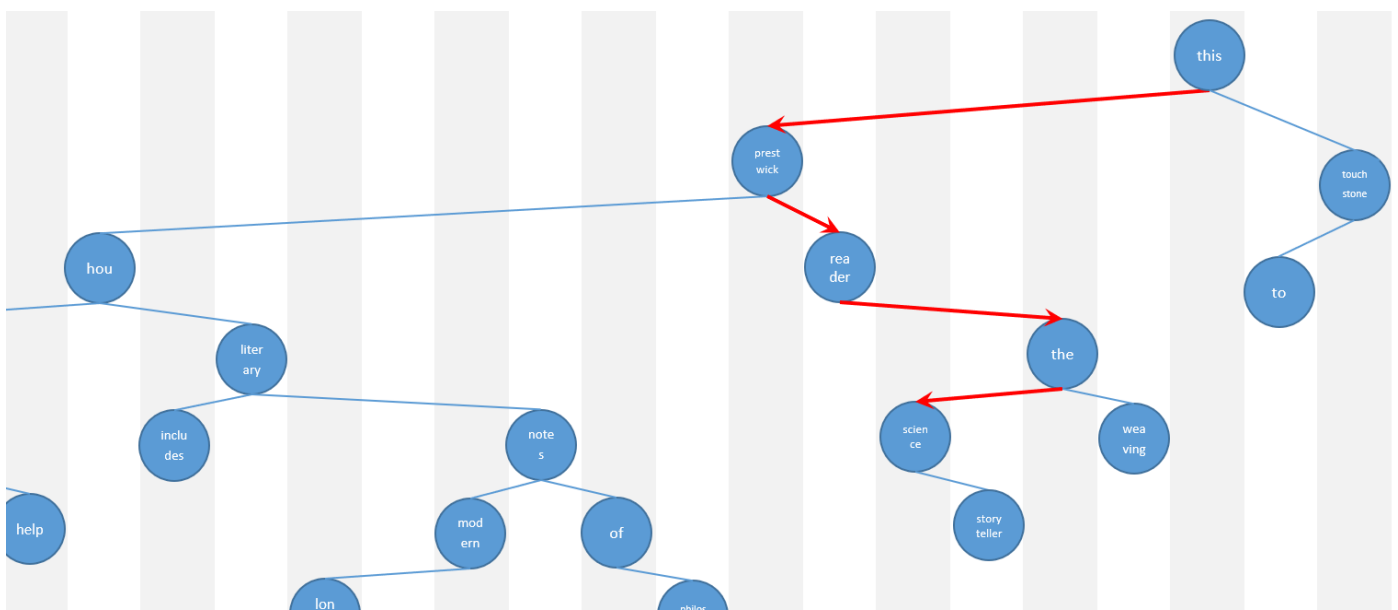 this
prest
wick
touch
stone
hou
rea
der
to
liter
ary
the
inclu
des
note
s
scien
ce
wea
ving
help
mod
ern
of
story
teller
lon
philos